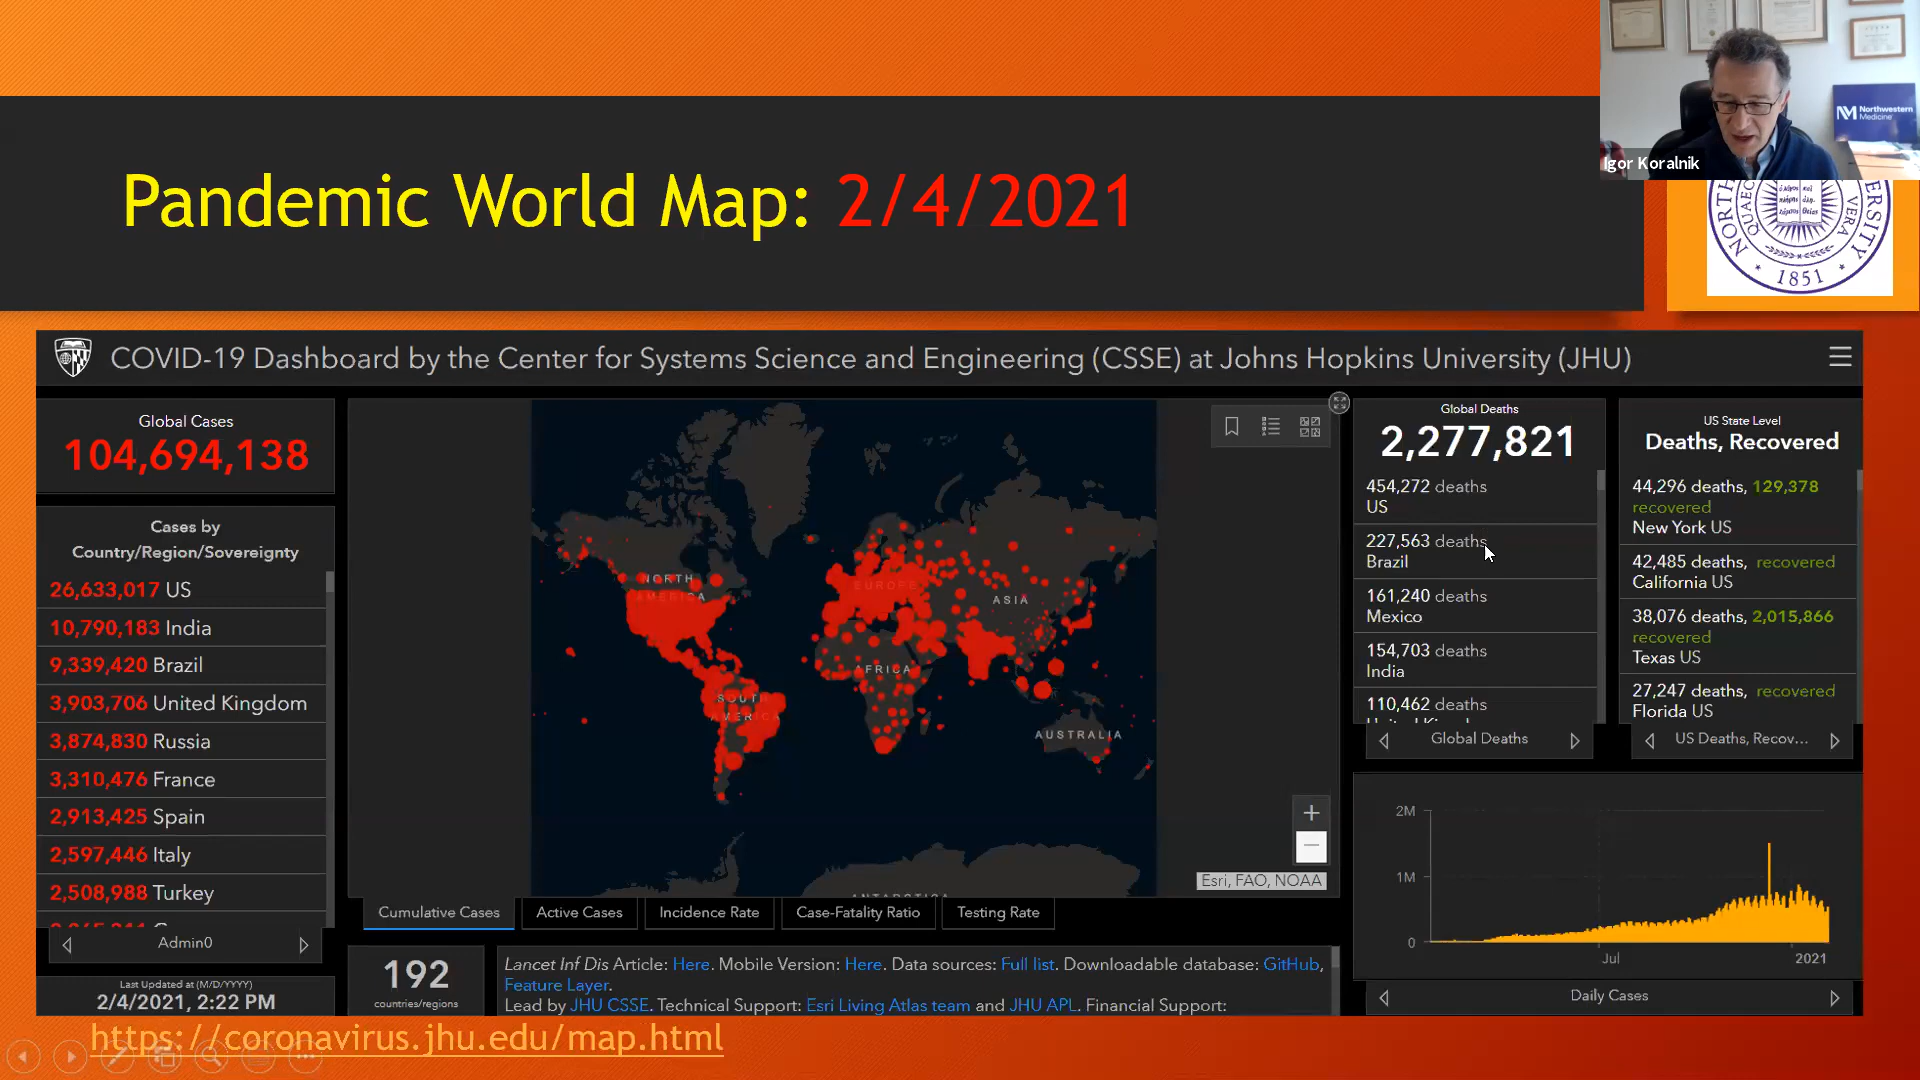 Pandemic World Map: 2/4/2021
Igor Koralnik
Northwestern
Medicine
1851
COVID-19 Dashboard by the Center for Systems Science and Engineering (CSSE) at Johns Hopkins University (JHU)
Global Cases
104,694,138
Cases by
Country/Region/Sovereignty
26,633,017 US
10,790,183 India
9,339,420 Brazil
3,903,706 United Kingdom
3,874,830 Russia
3,310,476 France
2,913,425 Spain
2,597,446 Italy
2,508,988 Turkey
Admin0
Last Updated at (M/D/YYYY)
2/4/2021, 2:22 PM
NORTH
AMERICA
EUROPE
ASIA
AFRICA
SOUTH
AMERICA
AUSTRALIA
ANTARCTICA
Esri, FAO, NOAA
Cumulative Cases
Active Cases
Incidence Rate
Case-Fatality Ratio
Testing Rate
192
countries/regions
Lancet Inf Dis Article: Here. Mobile Version: Here. Data sources: Full list. Downloadable database: GitHub,
Feature Layer.
Lead by JHU CSSE. Technical Support: Esri Living Atlas team and JHU APL. Financial Support:
Global Deaths
2,277,821
454,272 deaths
US
227,563 deaths
Brazil
161,240 deaths
Mexico
154,703 deaths
India
110,462 deaths
Global Deaths
US State Level
Deaths, Recovered
44,296 deaths, 129,378
recovered
New York US
42,485 deaths, recovered
California US
38,076 deaths, 2,015,866
recovered
Texas US
27,247 deaths, recovered
Florida US
US Deaths, Recov...
2M
1M
0
Jul
2021
Daily Cases
https://coronavirus.jhu.edu/map.html